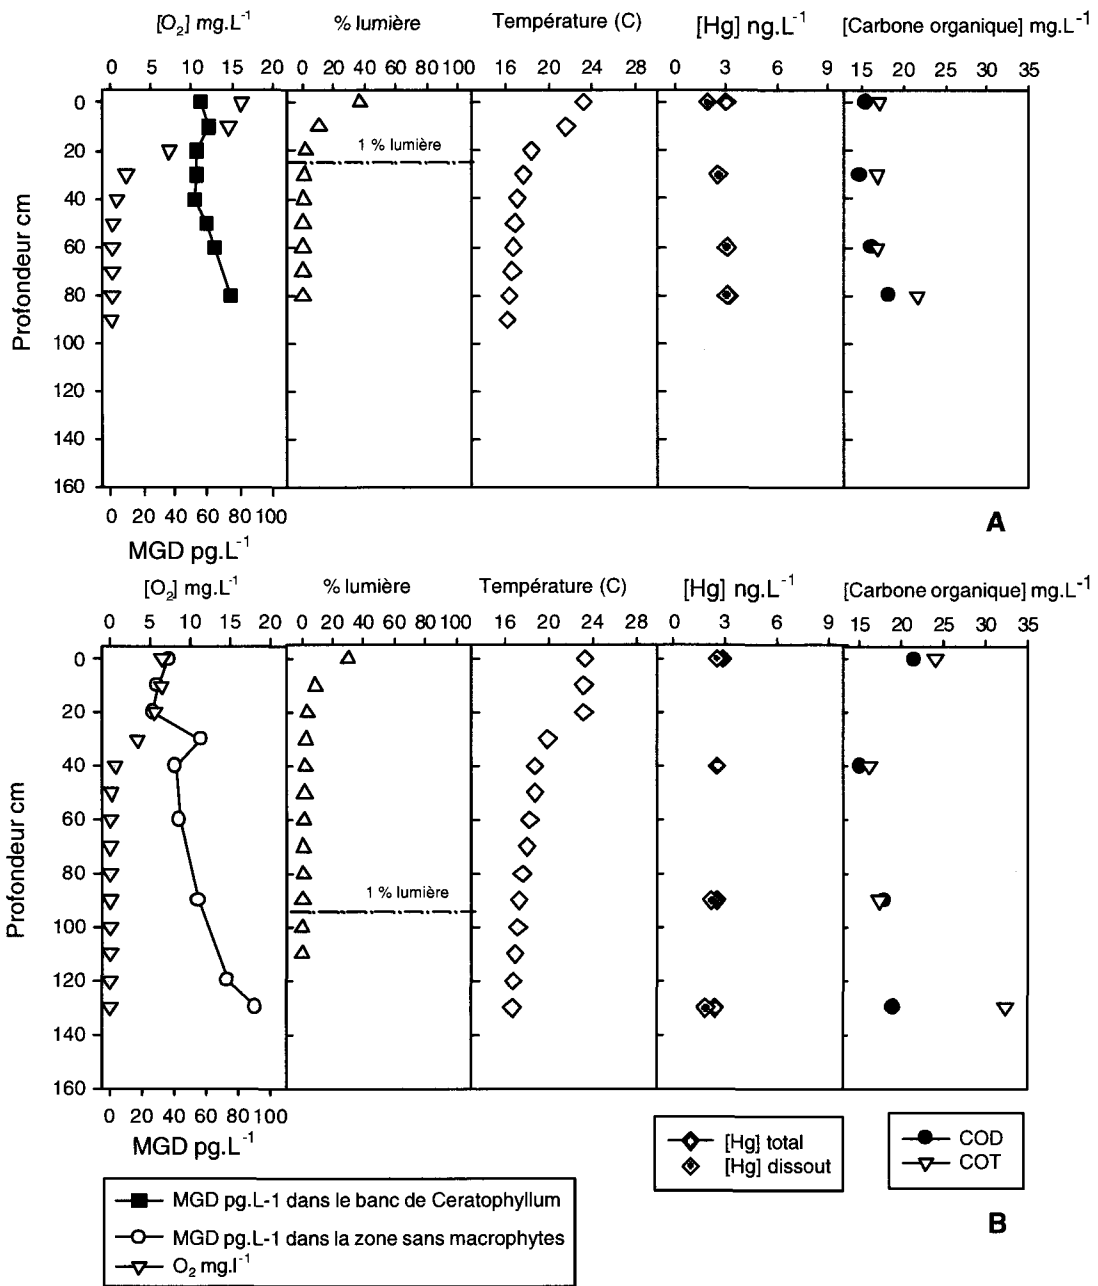 [O₂] mg.L⁻¹ % lumière Température (C) [Hg] ng.L⁻¹ [Carbone organique] mg.L⁻¹
0 5 10 15 20 0 20 40 60 80 100 16 20 24 28 0 3 6 9 15 20 25 30 35
0
20
1 % lumière
40
60
80
100
120
140
160
Profondeur cm
0 20 40 60 80 100
MGD pg.L⁻¹
A
[O₂] mg.L⁻¹ % lumière Température (C) [Hg] ng.L⁻¹ [Carbone organique] mg.L⁻¹
0 5 10 15 20 0 20 40 60 80 100 16 20 24 28 0 3 6 9 15 20 25 30 35
0
20
40
60
80
1 % lumière
100
120
140
160
Profondeur cm
0 20 40 60 80 100
MGD pg.L⁻¹
[Hg] total
[Hg] dissout
COD
COT
MGD pg.L-1 dans le banc de Ceratophyllum
MGD pg.L-1 dans la zone sans macrophytes
O₂ mg.l⁻¹
B